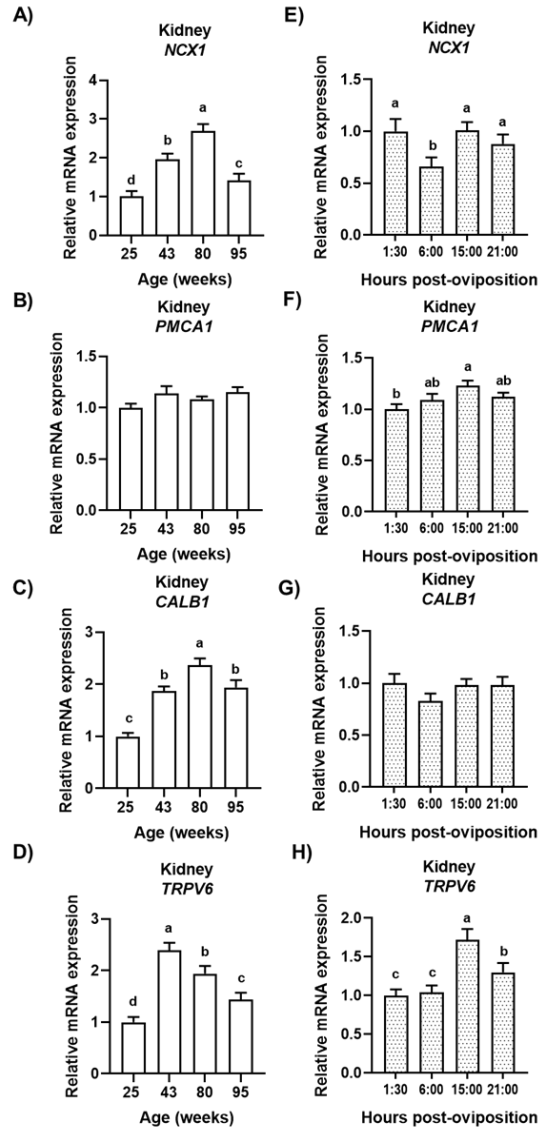 A)
Kidney
NCX1
Relative mRNA expression
4
3
2
1
0
d
b
a
c
25 43 80 95
Age (weeks)
E)
Kidney
NCX1
Relative mRNA expression
1.5
1.0
0.5
0.0
a
b
a
a
1:30 6:00 15:00 21:00
Hours post-oviposition
B)
Kidney
PMCA1
Relative mRNA expression
1.5
1.0
0.5
0.0
25 43 80 95
Age (weeks)
F)
Kidney
PMCA1
Relative mRNA expression
1.5
1.0
0.5
0.0
b
ab
a
ab
1:30 6:00 15:00 21:00
Hours post-oviposition
C)
Kidney
CALB1
Relative mRNA expression
3
2
1
0
c
b
a
b
25 43 80 95
Age (weeks)
G)
Kidney
CALB1
Relative mRNA expression
1.5
1.0
0.5
0.0
1:30 6:00 15:00 21:00
Hours post-oviposition
D)
Kidney
TRPV6
Relative mRNA expression
3
2
1
0
d
a
b
c
25 43 80 95
Age (weeks)
H)
Kidney
TRPV6
Relative mRNA expression
2.0
1.5
1.0
0.5
0.0
c
c
a
b
1:30 6:00 15:00 21:00
Hours post-oviposition